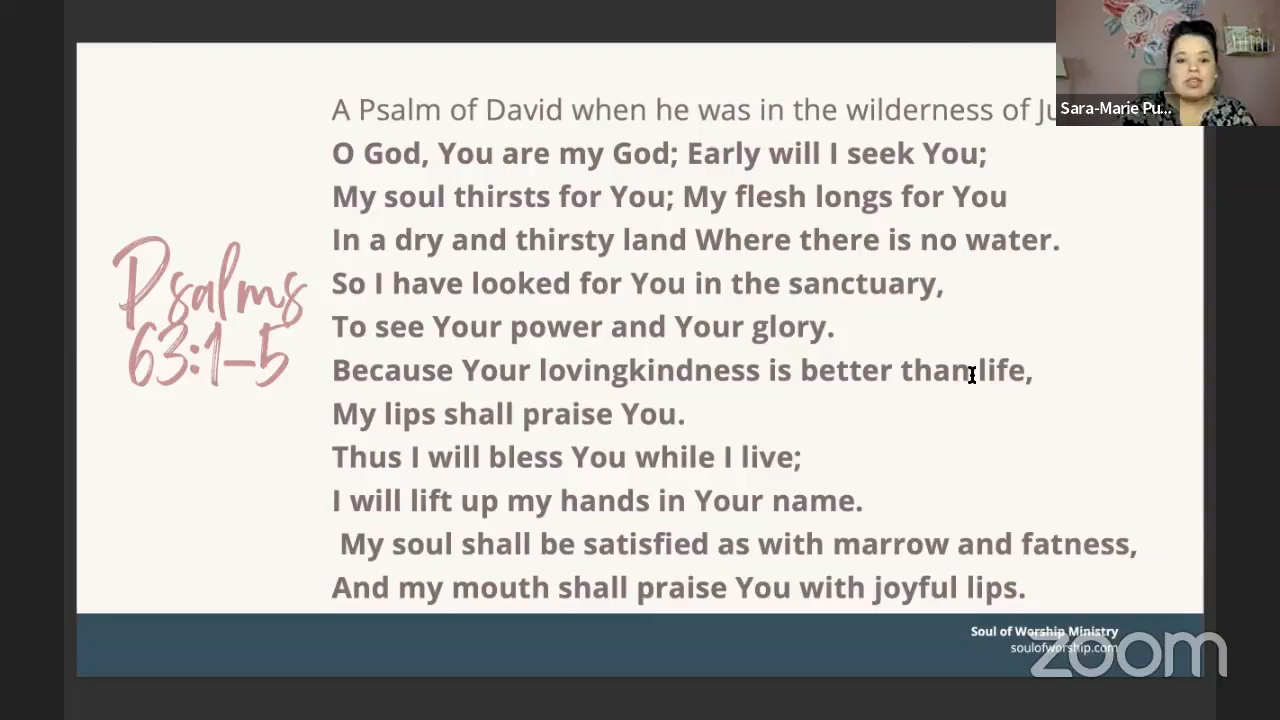 A Psalm of David when he was in the wilderness of
O God, You are my God; Early will I seek You;
My soul thirsts for You; My flesh longs for You
In a dry and thirsty land Where there is no water.
So I have looked for You in the sanctuary,
To see Your power and Your glory.
Because Your lovingkindness is better than life,
My lips shall praise You.
Thus I will bless You while I live;
I will lift up my hands in Your name.
My soul shall be satisfied as with marrow and fatness,
And my mouth shall praise You with joyful lips.
Psalms
63:1–5
Sara-Marie Pu...
Soul of Worship Ministry
soulofworship.com
zoom